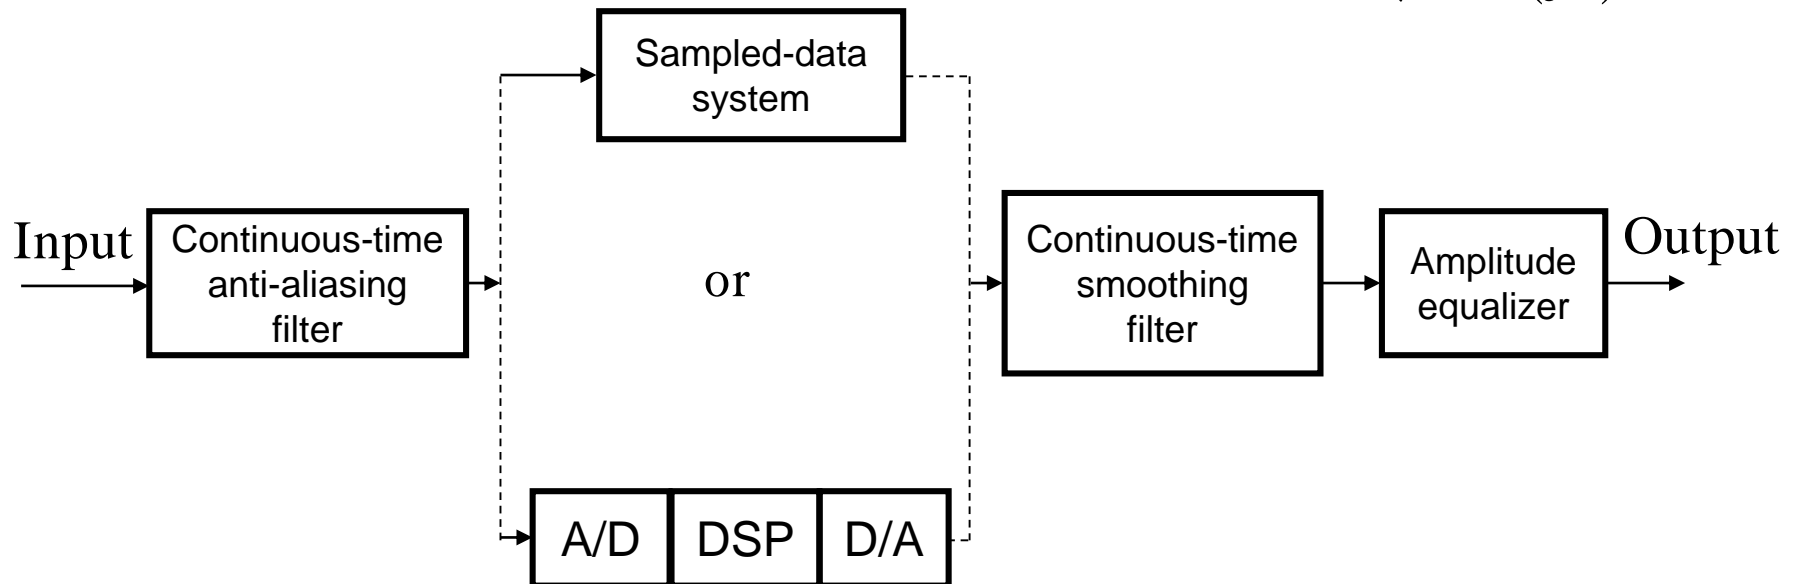 Sampled-data
system
Input
Continuous-time
anti-aliasing
filter
or
Continuous-time
smoothing
filter
Amplitude
equalizer
Output
A/D DSP D/A